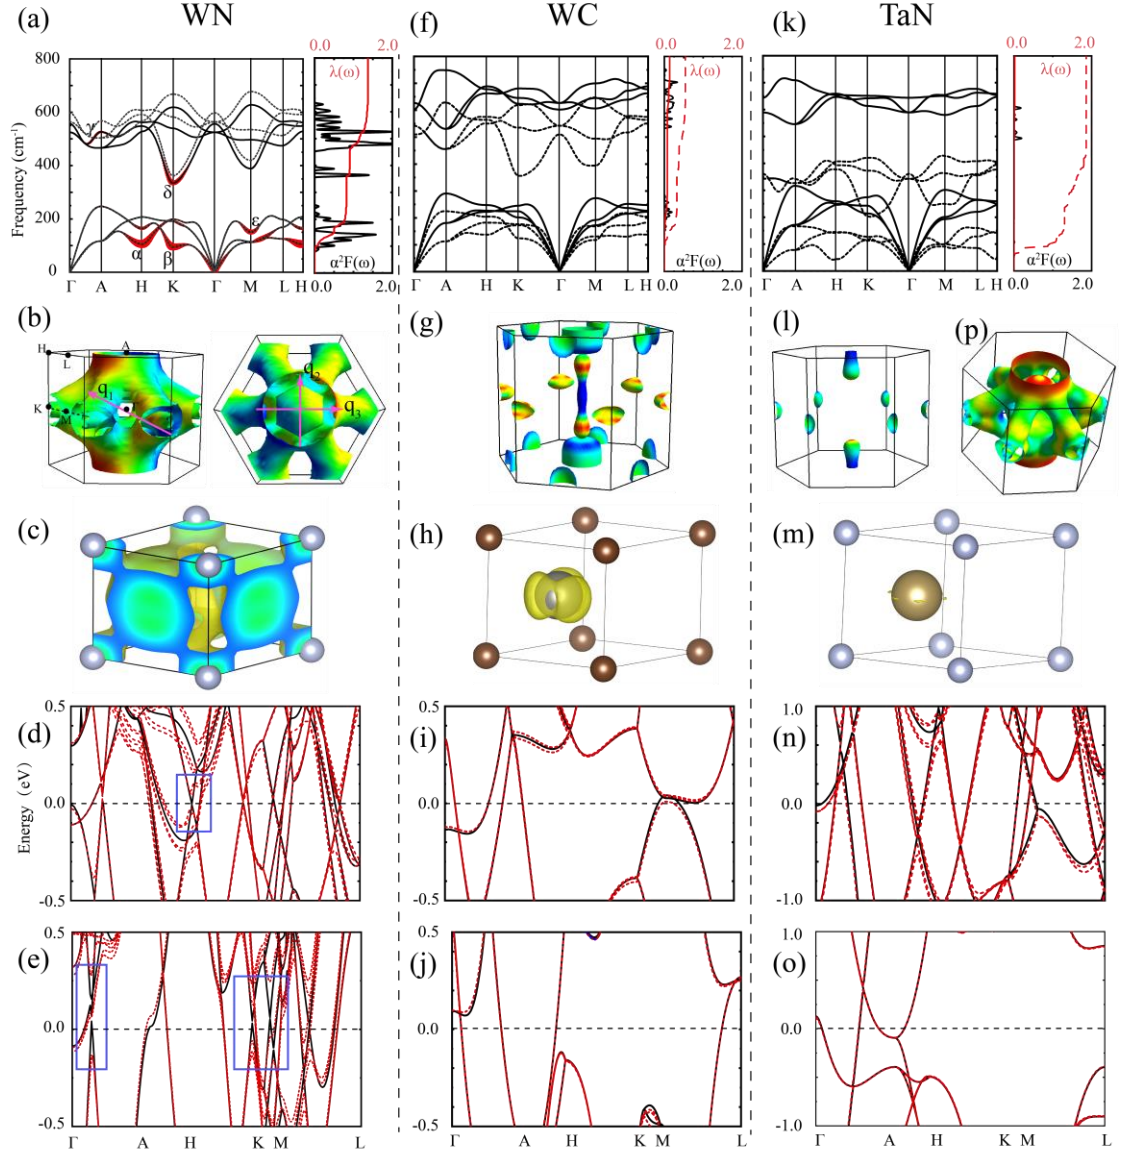 WN
WC
TaN
(a)
0.0 2.0
λ(ω)
800
600
400
200
0
Frequency (cm⁻¹)
γ
δ
ε
α
β
α²F(ω)
Γ A H K Γ M L H
0.0 2.0
(f)
0.0 2.0
λ(ω)
α²F(ω)
Γ A H K Γ M L H
0.0 2.0
(k)
0.0 2.0
λ(ω)
α²F(ω)
Γ A H K Γ M L H
0.0 2.0
(b)
H
L
A
K
M
q₁
q₂
q₃
(g)
(l)
(p)
(c)
(h)
(m)
(d)
0.5
0.0
-0.5
Energy (eV)
(i)
0.5
0.0
-0.5
(n)
1.0
0.0
-1.0
(e)
0.5
0.0
-0.5
Γ A H K M L
(j)
0.5
0.0
-0.5
Γ A H K M L
(o)
1.0
0.0
-1.0
Γ A H K M L